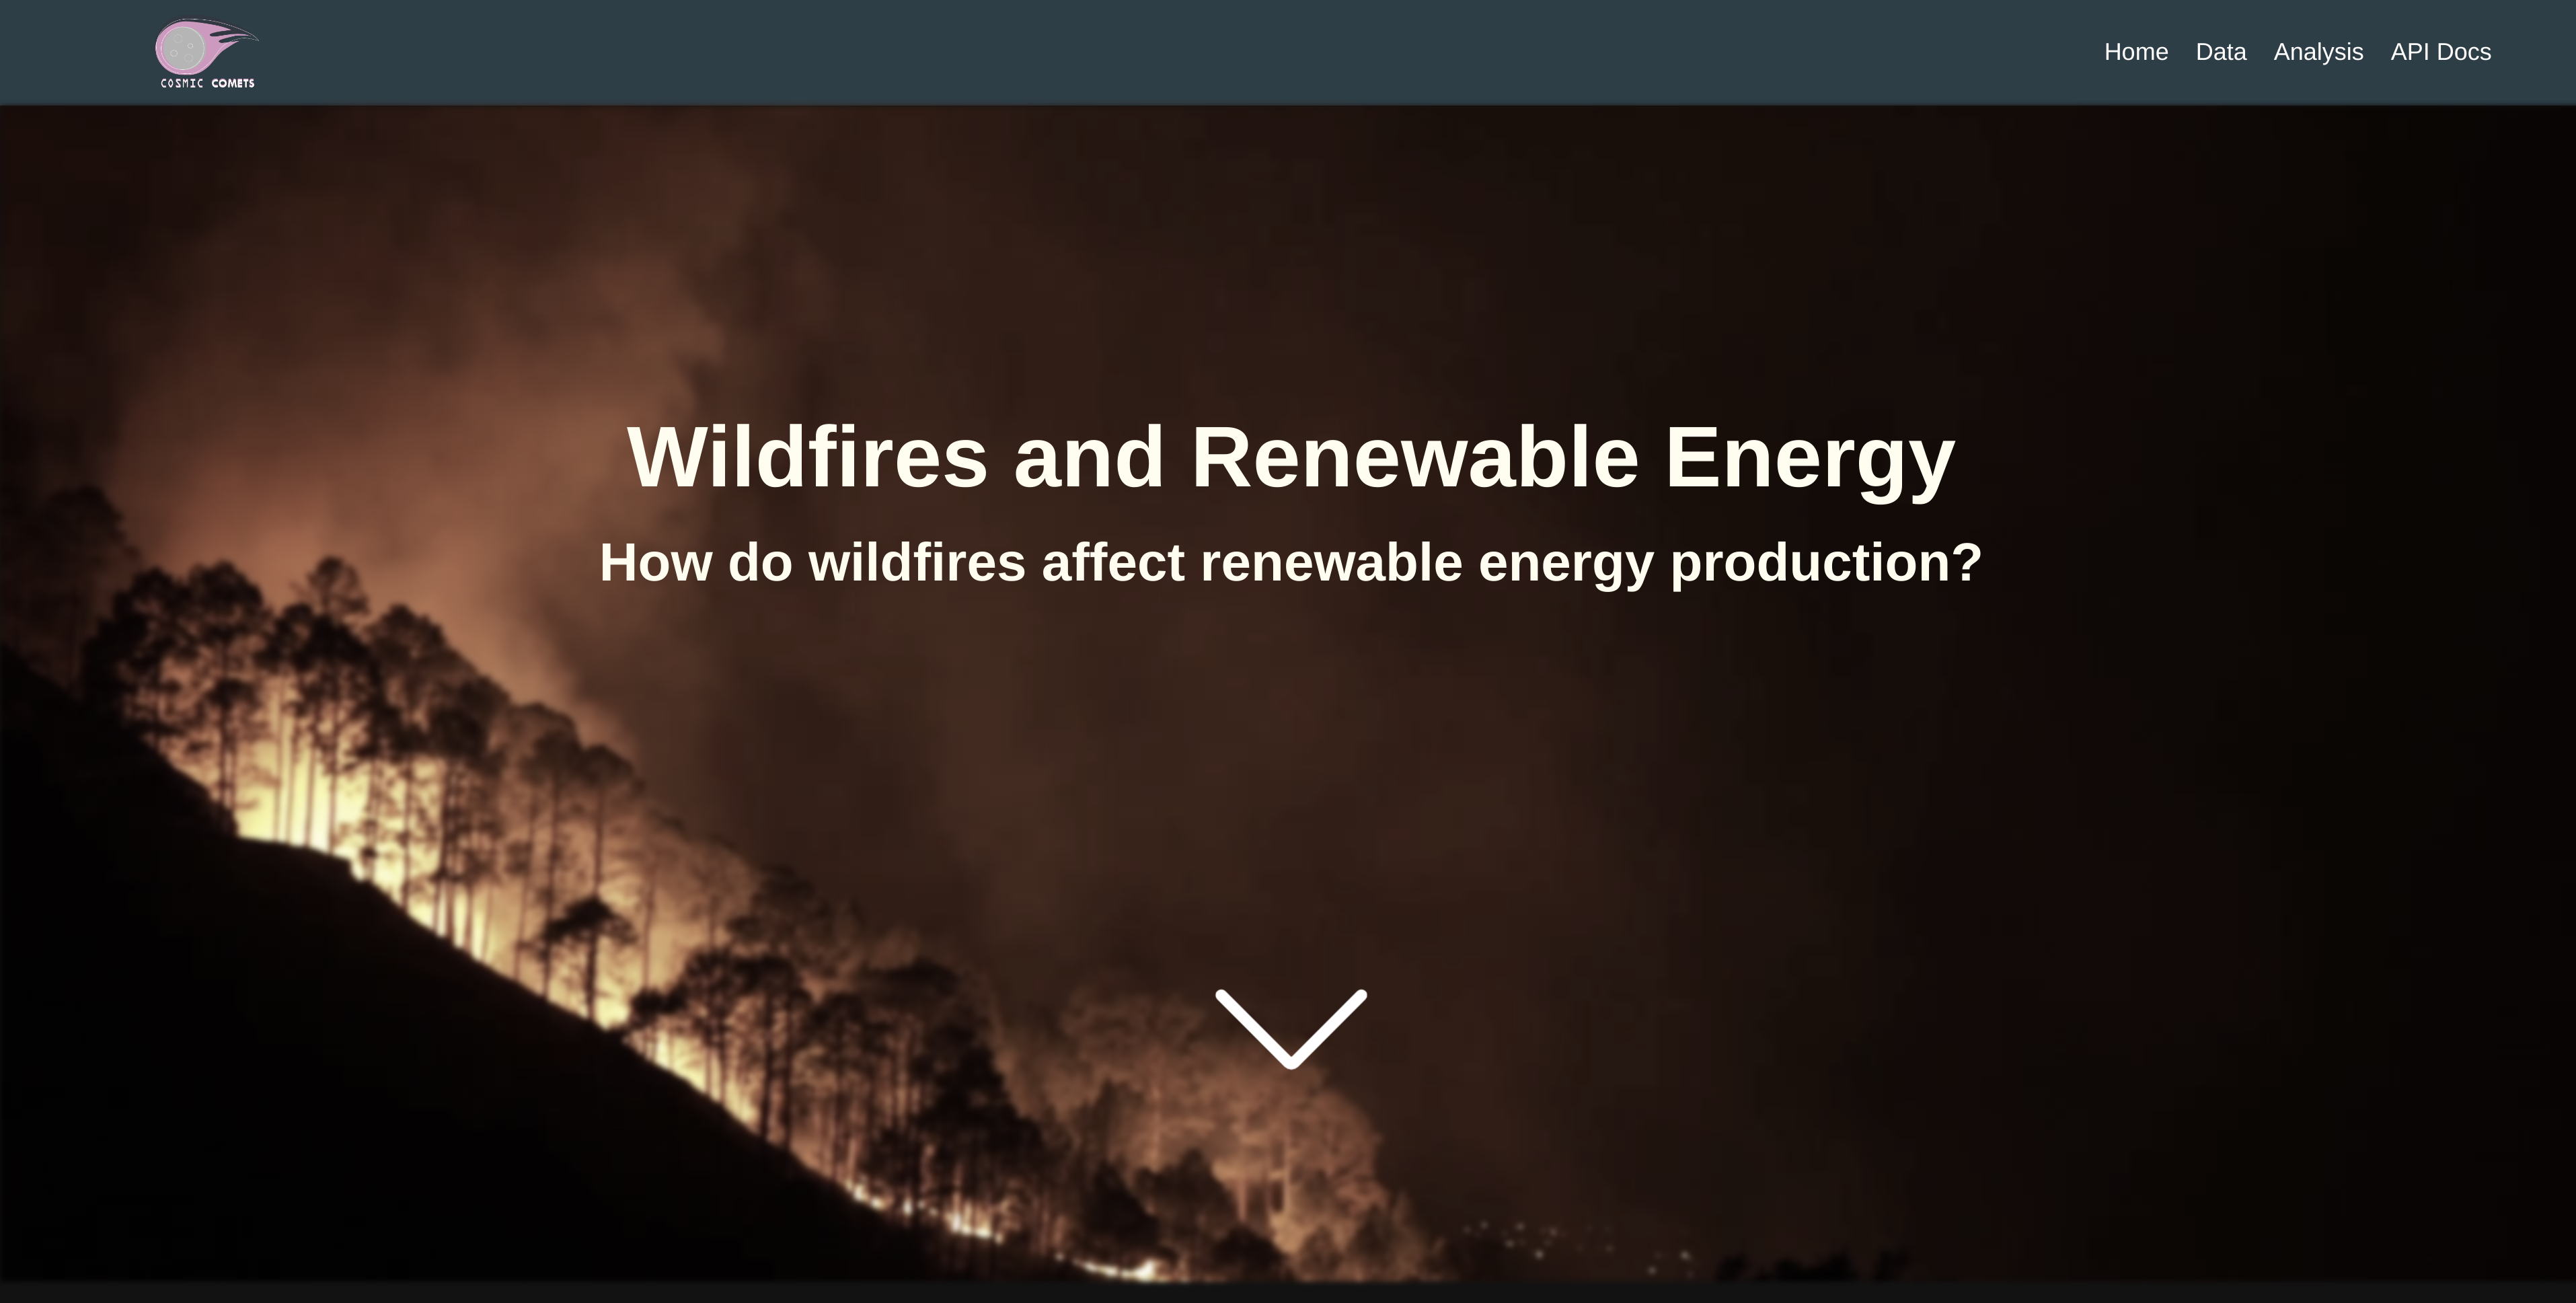 COSMIC COMETS
Home Data Analysis API Docs
Wildfires and Renewable Energy
How do wildfires affect renewable energy production?